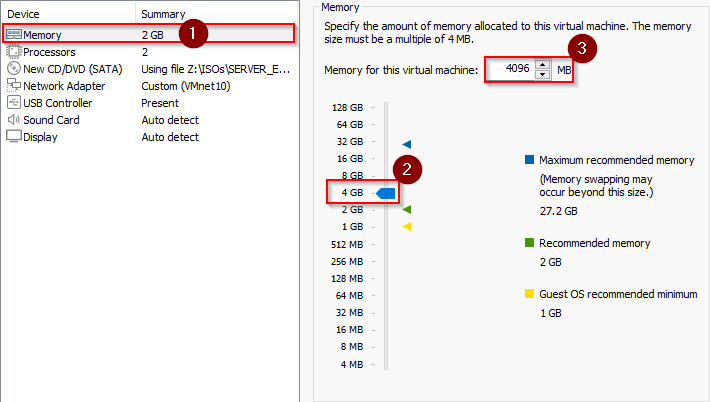 Device Summary
Memory 2 GB
1
Processors 2
New CD/DVD (SATA) Using file Z:\ISOs\SERVER_E...
Network Adapter Custom (VMnet10)
USB Controller Present
Sound Card Auto detect
Display Auto detect
Memory
Specify the amount of memory allocated to this virtual machine. The memory
size must be a multiple of 4 MB.
3
Memory for this virtual machine: 4096 MB
128 GB
64 GB
32 GB
16 GB
8 GB
2
4 GB
2 GB
1 GB
512 MB
256 MB
128 MB
64 MB
32 MB
16 MB
8 MB
4 MB
Maximum recommended memory
(Memory swapping may
occur beyond this size.)
27.2 GB
Recommended memory
2 GB
Guest OS recommended minimum
1 GB